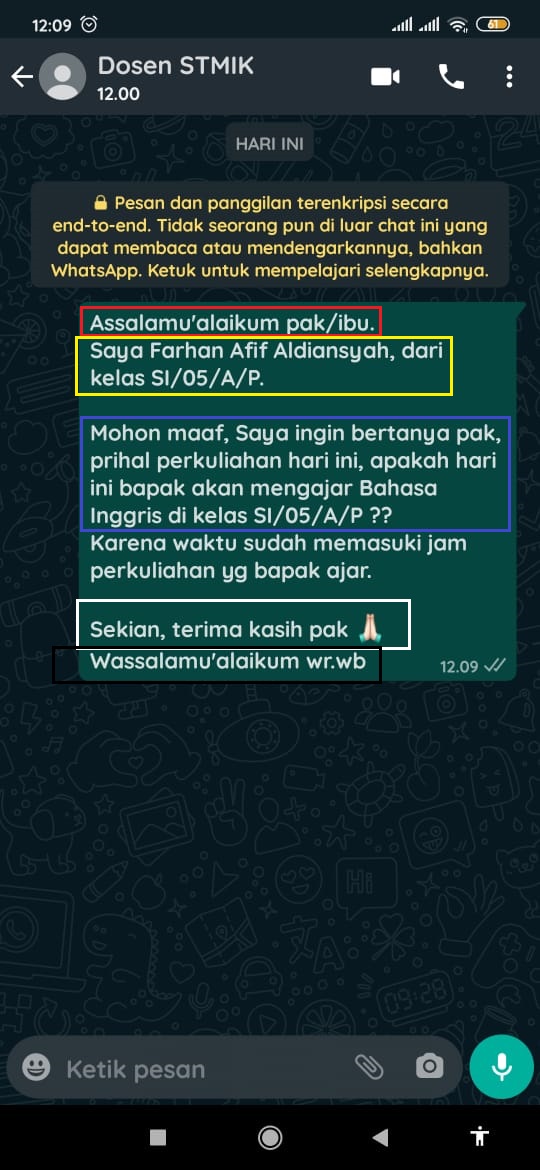 12:09
61
Dosen STMIK
12.00
HARI INI
Pesan dan panggilan terenkripsi secara
end-to-end. Tidak seorang pun di luar chat ini yang
dapat membaca atau mendengarkannya, bahkan
WhatsApp. Ketuk untuk mempelajari selengkapnya.
Assalamu'alaikum pak/ibu.
Saya Farhan Afif Aldiansyah, dari
kelas SI/05/A/P.
Mohon maaf, Saya ingin bertanya pak,
prihal perkuliahan hari ini, apakah hari
ini bapak akan mengajar Bahasa
Inggris di kelas SI/05/A/P ??
Karena waktu sudah memasuki jam
perkuliahan yg bapak ajar.
Sekian, terima kasih pak 🙏🏻
Wassalamu'alaikum wr.wb
12.09
Hi
09:28
Ketik pesan